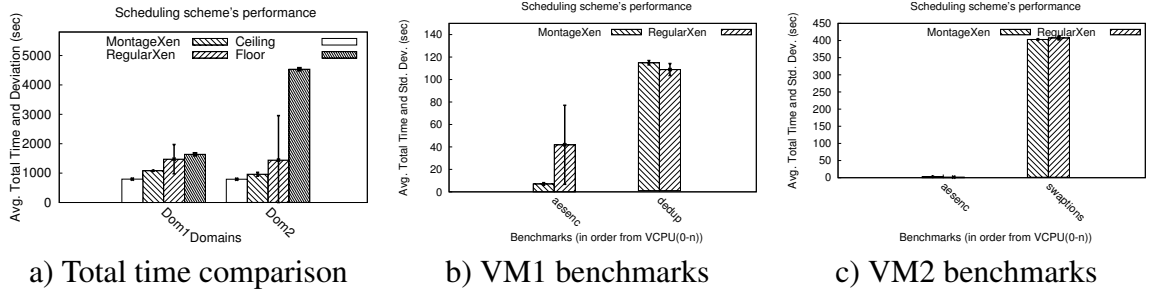 Scheduling scheme's performance
Avg. Total Time and Deviation (sec)
5000
4000
3000
2000
1000
0
MontageXen
RegularXen
Ceiling
Floor
Dom1
Dom2
Domains
a) Total time comparison
Scheduling scheme's performance
Avg. Total Time and Std. Dev. (sec)
140
120
100
80
60
40
20
0
MontageXen
RegularXen
aesenc
dedup
Benchmarks (in order from VCPU(0-n))
b) VM1 benchmarks
Scheduling scheme's performance
Avg. Total Time and Std. Dev. (sec)
450
400
350
300
250
200
150
100
50
0
MontageXen
RegularXen
aesenc
swaptions
Benchmarks (in order from VCPU(0-n))
c) VM2 benchmarks